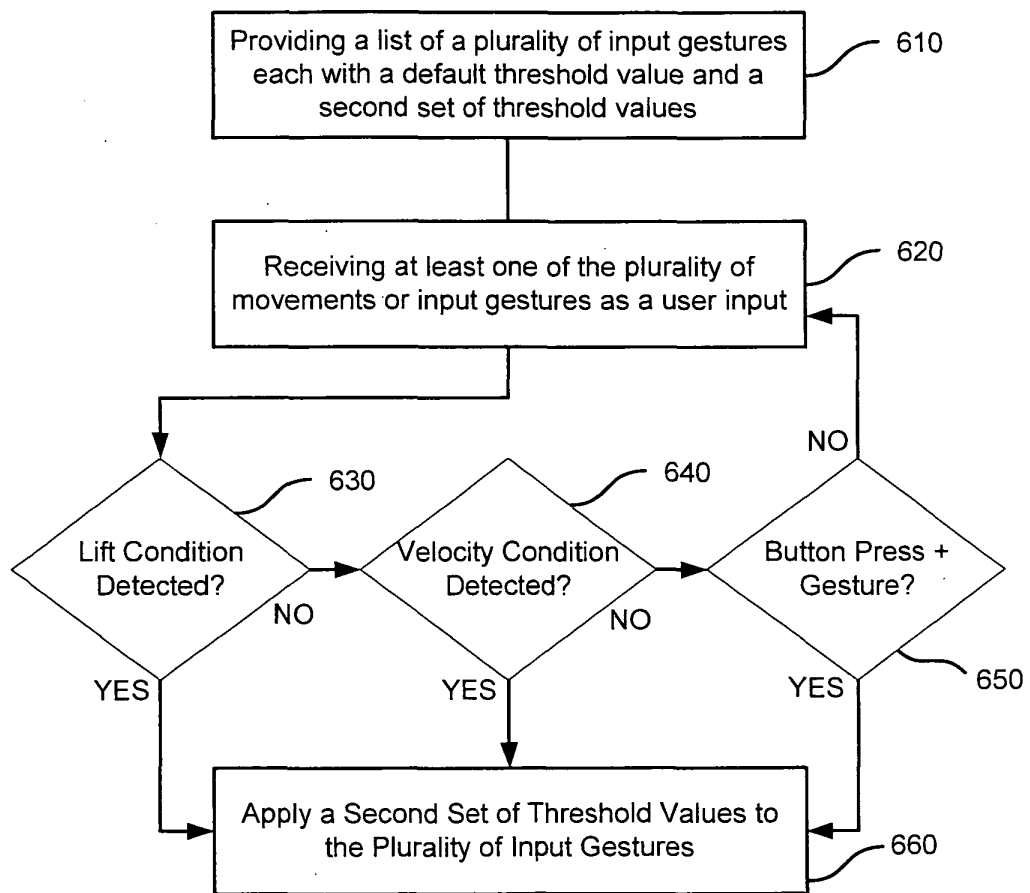 Providing a list of a plurality of input gestures
each with a default threshold value and a
second set of threshold values
610
Receiving at least one of the plurality of
movements or input gestures as a user input
620
NO
630
640
Lift Condition
Detected?
Velocity Condition
Detected?
Button Press +
Gesture?
NO
NO
650
YES
YES
YES
Apply a Second Set of Threshold Values to
the Plurality of Input Gestures
660